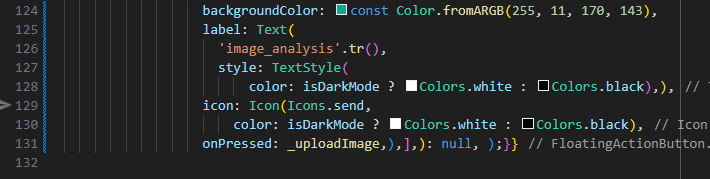 124 backgroundColor: const Color.fromARGB(255, 11, 170, 143),
125 label: Text(
126 'image_analysis'.tr(),
127 style: TextStyle(
128 color: isDarkMode ? Colors.white : Colors.black),), //
129 icon: Icon(Icons.send,
130 color: isDarkMode ? Colors.white : Colors.black), // Icon
131 onPressed: _uploadImage,),],): null, );}} // FloatingActionButton.
132